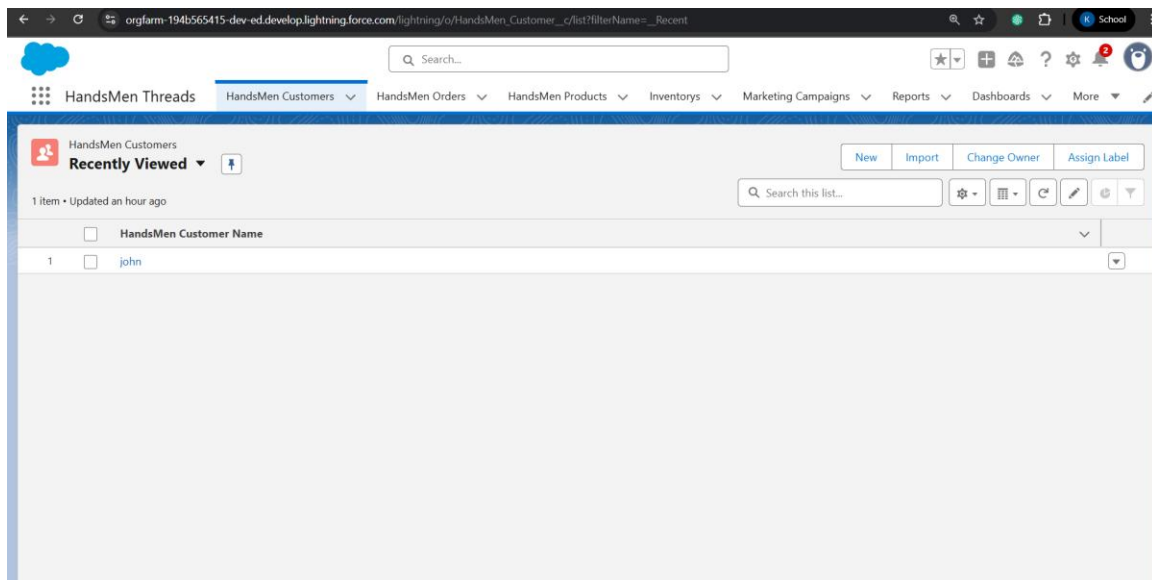 orgfarm-194b565415-dev-ed.develop.lightning.force.com/lightning/o/HandsMen_Customer__c/list?filterName=__Recent
K School
Search...
2
HandsMen Threads HandsMen Customers HandsMen Orders HandsMen Products Inventorys Marketing Campaigns Reports Dashboards More
HandsMen Customers
Recently Viewed
New Import Change Owner Assign Label
1 item • Updated an hour ago
Search this list...
HandsMen Customer Name
1 john